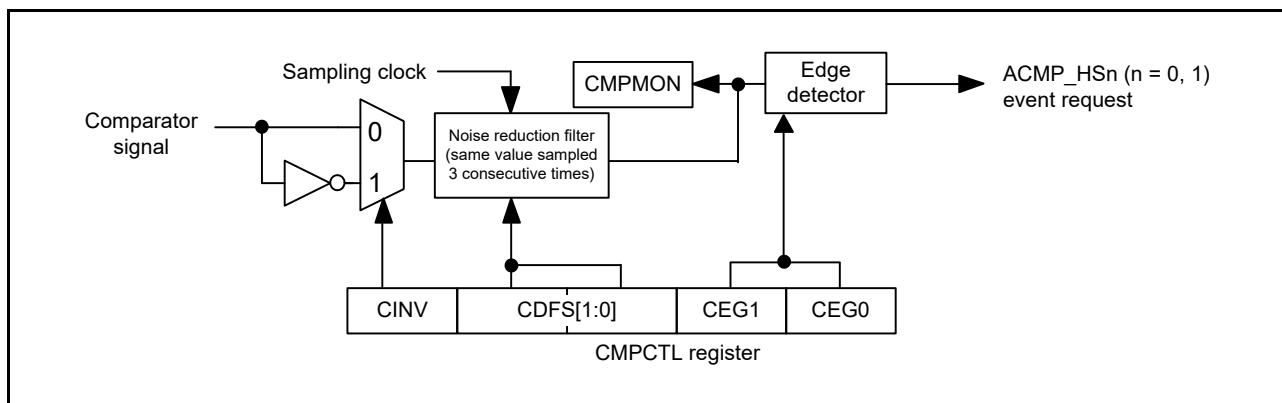 Sampling clock
CMPMON
Edge
detector
ACMP_HSn (n = 0, 1)
event request
Comparator
signal
0
1
Noise reduction filter
(same value sampled
3 consecutive times)
CINV
CDFS[1:0]
CEG1
CEG0
CMPCTL register